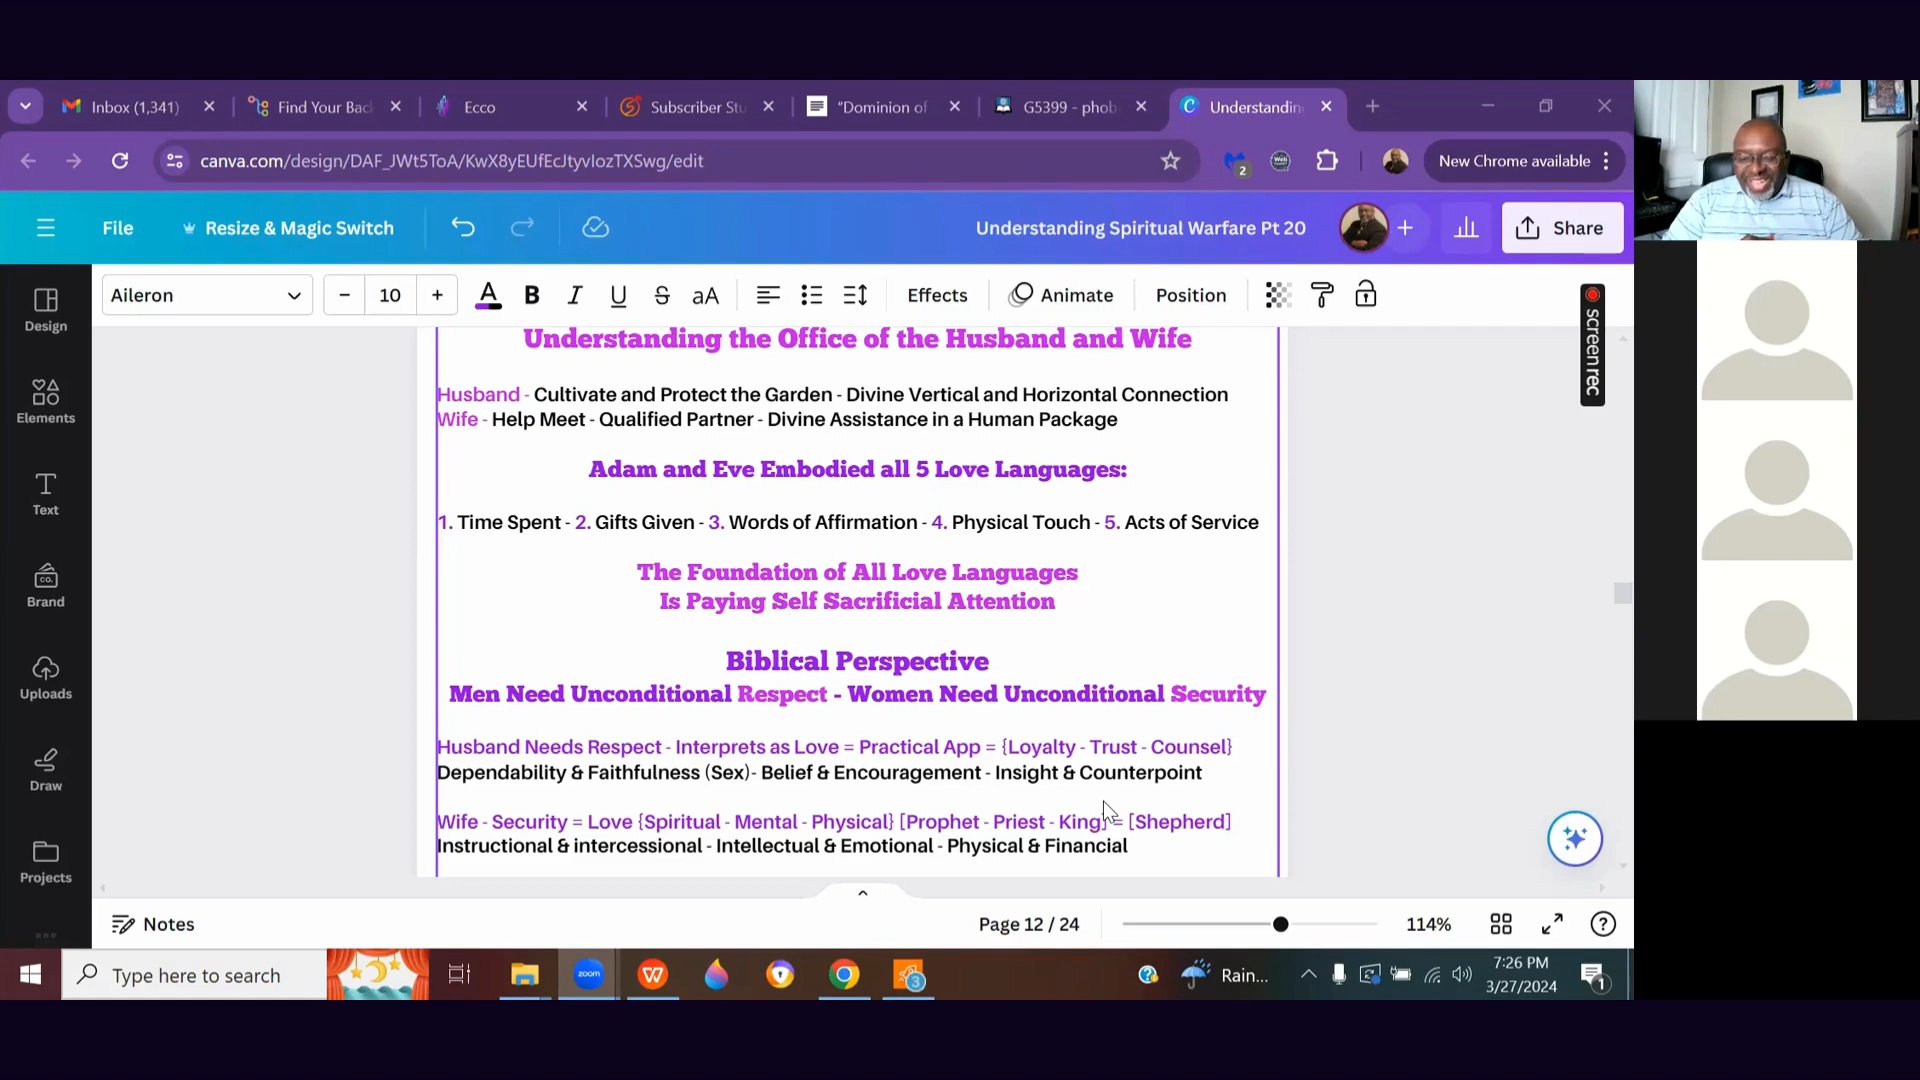 Inbox (1,341)
Find Your Bac
Ecco
Subscriber Stu
"Dominion of
G5399 - phob
Understandin
canva.com/design/DAF_JWt5ToA/KwX8yEUfEcJtyvIozTXSwg/edit
2
New Chrome available
File
Resize & Magic Switch
Understanding Spiritual Warfare Pt 20
Share
Aileron
10
A
B
I
U
S
aA
Effects
Animate
Position
Design
Elements
Text
Brand
Uploads
Draw
Projects
screenrec
Understanding the Office of the Husband and Wife
Husband - Cultivate and Protect the Garden - Divine Vertical and Horizontal Connection
Wife - Help Meet - Qualified Partner - Divine Assistance in a Human Package
Adam and Eve Embodied all 5 Love Languages:
1. Time Spent - 2. Gifts Given - 3. Words of Affirmation - 4. Physical Touch - 5. Acts of Service
The Foundation of All Love Languages
Is Paying Self Sacrificial Attention
Biblical Perspective
Men Need Unconditional Respect - Women Need Unconditional Security
Husband Needs Respect - Interprets as Love = Practical App = {Loyalty - Trust - Counsel}
Dependability & Faithfulness (Sex)- Belief & Encouragement - Insight & Counterpoint
Wife - Security = Love {Spiritual - Mental - Physical} [Prophet - Priest - King] = [Shepherd]
Instructional & intercessional - Intellectual & Emotional - Physical & Financial
Notes
Page 12 / 24
114%
Type here to search
zoom
3
Rain...
7:26 PM
3/27/2024
1